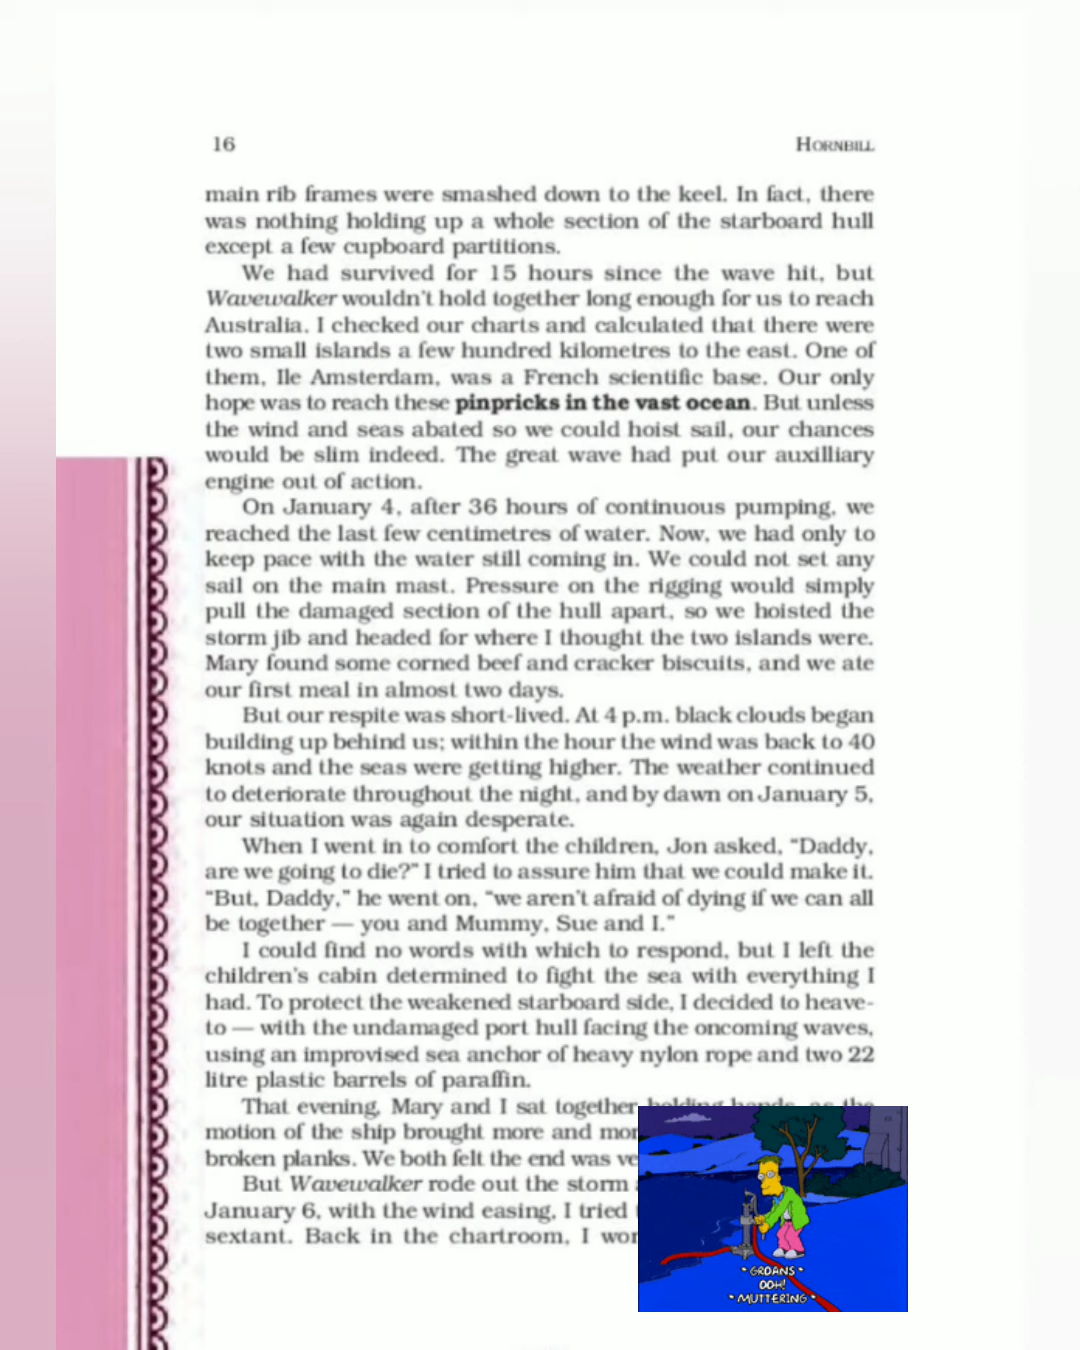 16 HORNBILL
main rib frames were smashed down to the keel. In fact, there
was nothing holding up a whole section of the starboard hull
except a few cupboard partitions.
We had survived for 15 hours since the wave hit, but
Wavewalker wouldn't hold together long enough for us to reach
Australia. I checked our charts and calculated that there were
two small islands a few hundred kilometres to the east. One of
them, Ile Amsterdam, was a French scientific base. Our only
hope was to reach these pinpricks in the vast ocean. But unless
the wind and seas abated so we could hoist sail, our chances
would be slim indeed. The great wave had put our auxilliary
engine out of action.
On January 4, after 36 hours of continuous pumping, we
reached the last few centimetres of water. Now, we had only to
keep pace with the water still coming in. We could not set any
sail on the main mast. Pressure on the rigging would simply
pull the damaged section of the hull apart, so we hoisted the
storm jib and headed for where I thought the two islands were.
Mary found some corned beef and cracker biscuits, and we ate
our first meal in almost two days.
But our respite was short-lived. At 4 p.m. black clouds began
building up behind us; within the hour the wind was back to 40
knots and the seas were getting higher. The weather continued
to deteriorate throughout the night, and by dawn on January 5,
our situation was again desperate.
When I went in to comfort the children, Jon asked, "Daddy,
are we going to die?" I tried to assure him that we could make it.
"But, Daddy," he went on, "we aren't afraid of dying if we can all
be together — you and Mummy, Sue and I."
I could find no words with which to respond, but I left the
children's cabin determined to fight the sea with everything I
had. To protect the weakened starboard side, I decided to heave-
to — with the undamaged port hull facing the oncoming waves,
using an improvised sea anchor of heavy nylon rope and two 22
litre plastic barrels of paraffin.
That evening, Mary and I sat together holding hands, as the
motion of the ship brought more and
broken planks. We both felt the end was
But Wavewalker rode out the storm
January 6, with the wind easing, I tried
sextant. Back in the chartroom, I
* GROANS *
OOH!
* MUTTERING *